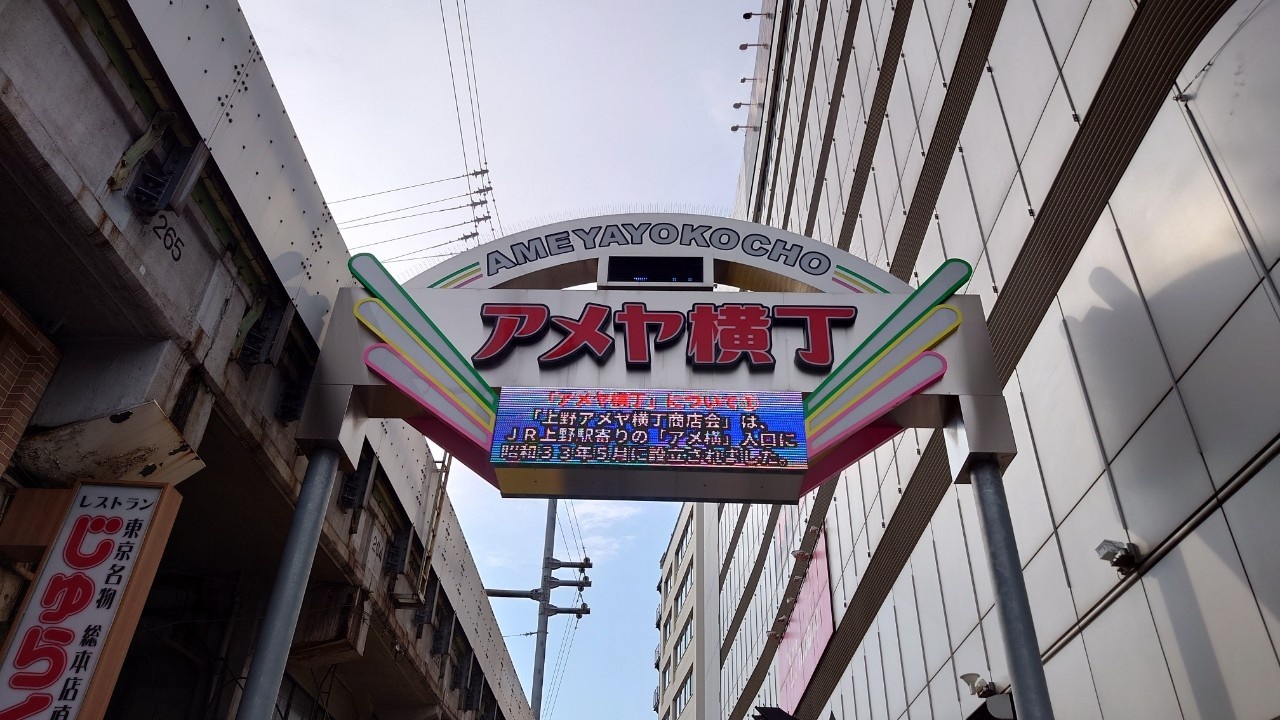 AMEYAYOKOCHO
アメヤ横丁
「アメヤ横丁」について①
「上野アメヤ横丁商店会」は、
JR上野駅寄りの「アメ横」入口に
昭和33年5月に設立されました。
265
レストラン
東京名物 総本店直
じゅらく